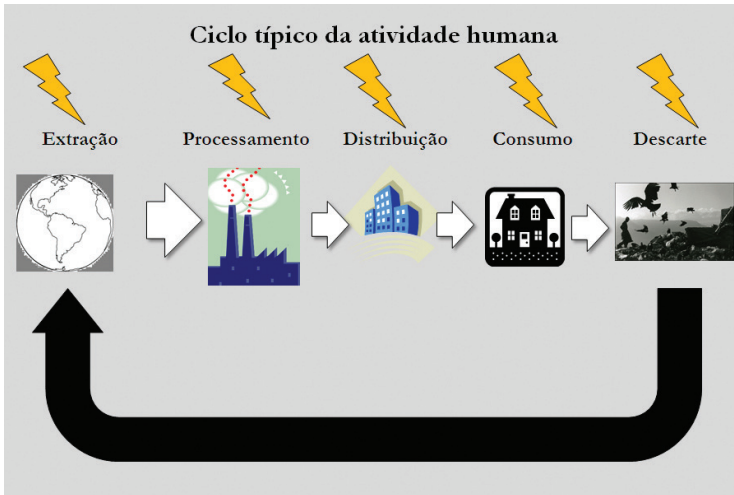 Ciclo típico da atividade humana
Extração Processamento Distribuição Consumo Descarte